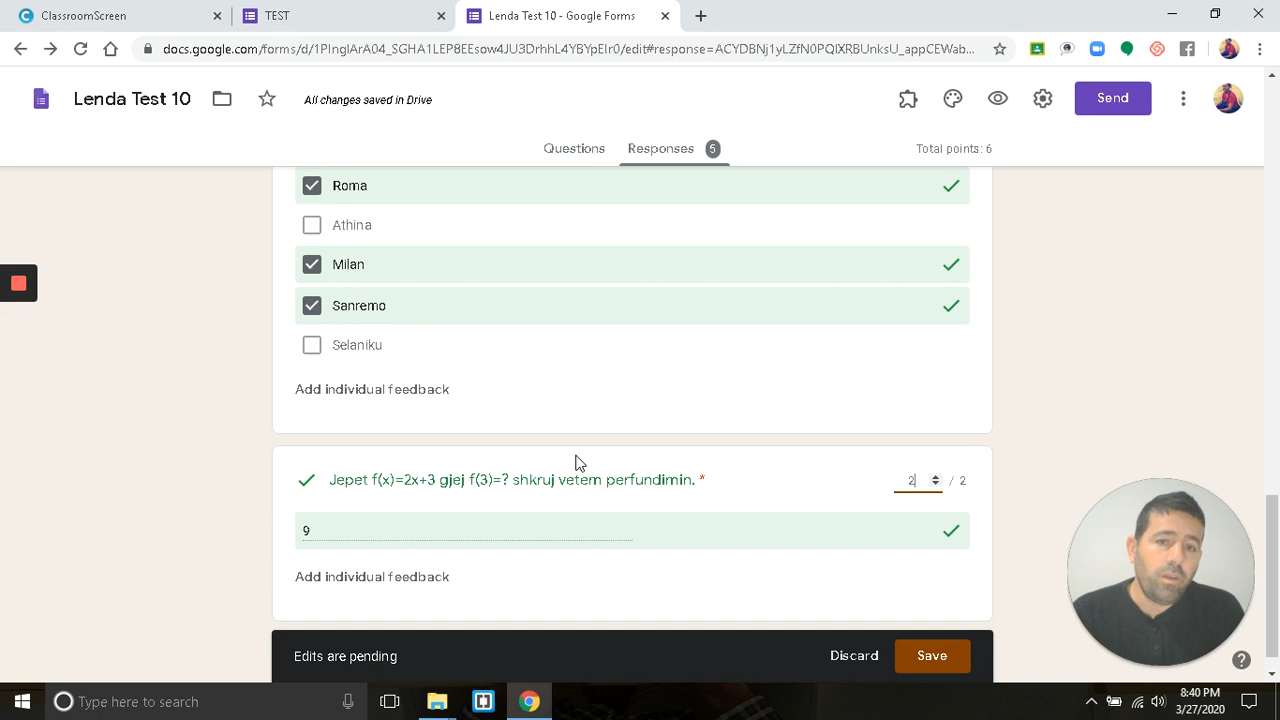 ClassroomScreen
TEST
Lenda Test 10 - Google Forms
docs.google.com/forms/d/1PIngIArA04_SGHA1LEP8EEsow4JU3DrhhL4YBYpEIr0/edit#response=ACYDBNj1yLZfN0PQlXRBUnksU_appCEWab...
Lenda Test 10
All changes saved in Drive
Send
Questions
Responses 5
Total points: 6
Roma
Athina
Milan
Sanremo
Selaniku
Add individual feedback
Jepet f(x)=2x+3 gjej f(3)=? shkruj vetem perfundimin. *
2 / 2
9
Add individual feedback
Edits are pending
Discard
Save
Type here to search
8:40 PM
3/27/2020